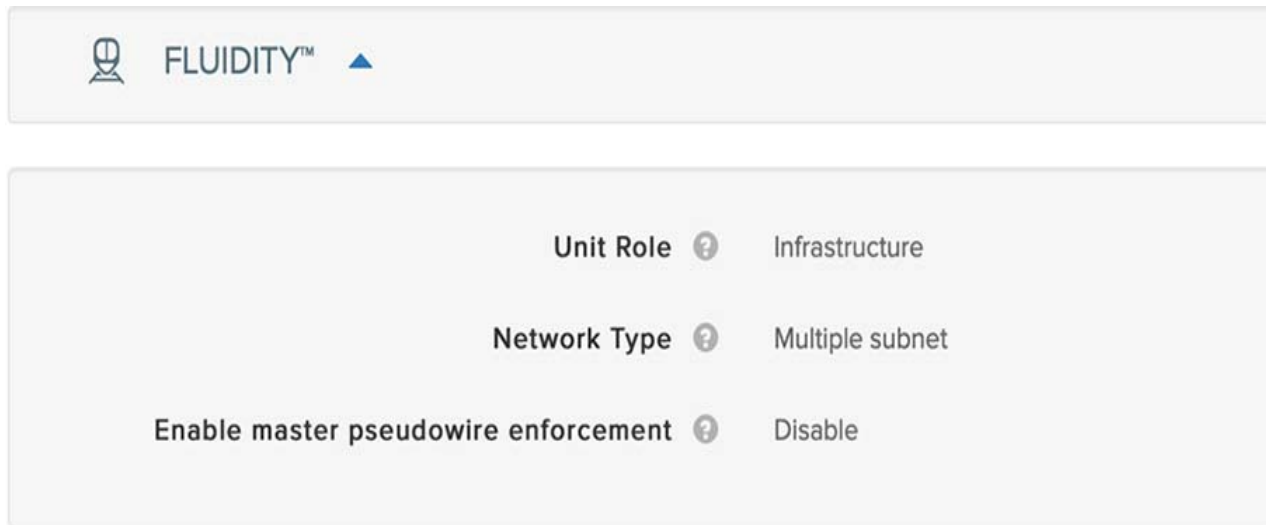 FLUIDITY™
Unit Role ? Infrastructure
Network Type ? Multiple subnet
Enable master pseudowire enforcement ? Disable